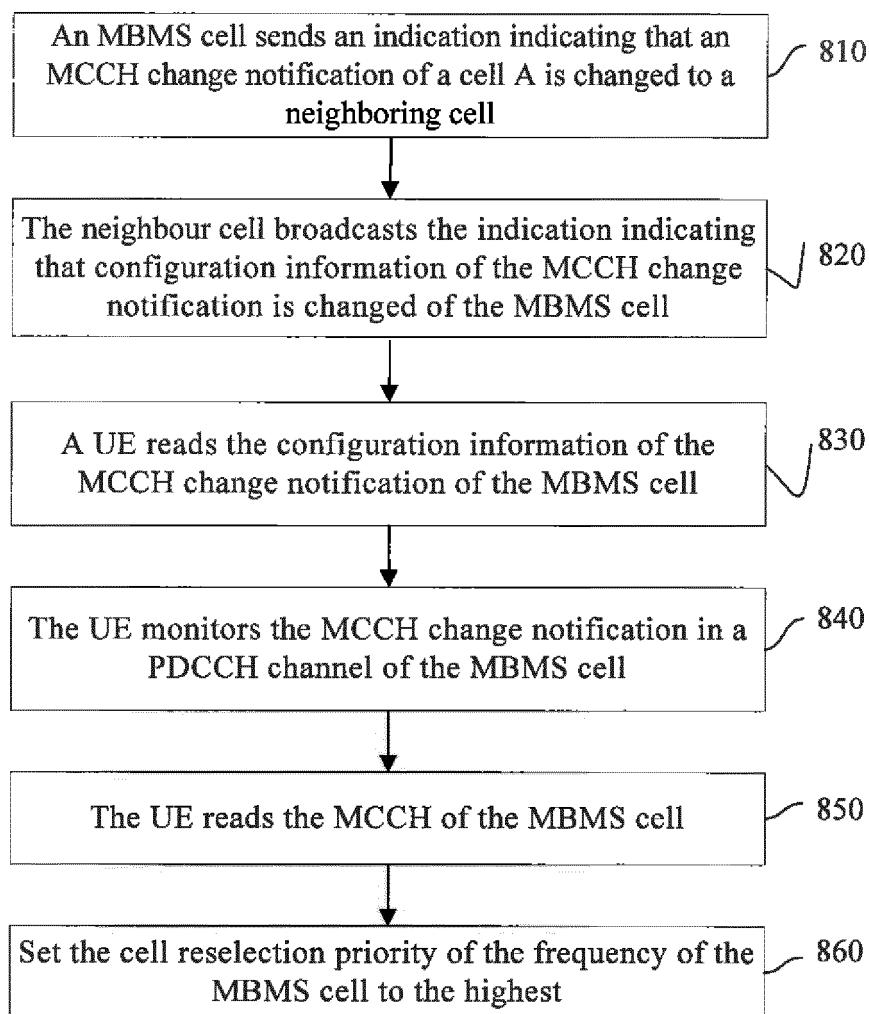 An MBMS cell sends an indication indicating that an
MCCH change notification of a cell A is changed to a
neighboring cell
810
The neighbour cell broadcasts the indication indicating
that configuration information of the MCCH change
notification is changed of the MBMS cell
820
A UE reads the configuration information of the
MCCH change notification of the MBMS cell
830
The UE monitors the MCCH change notification in a
PDCCH channel of the MBMS cell
840
The UE reads the MCCH of the MBMS cell
850
Set the cell reselection priority of the frequency of the
MBMS cell to the highest
860